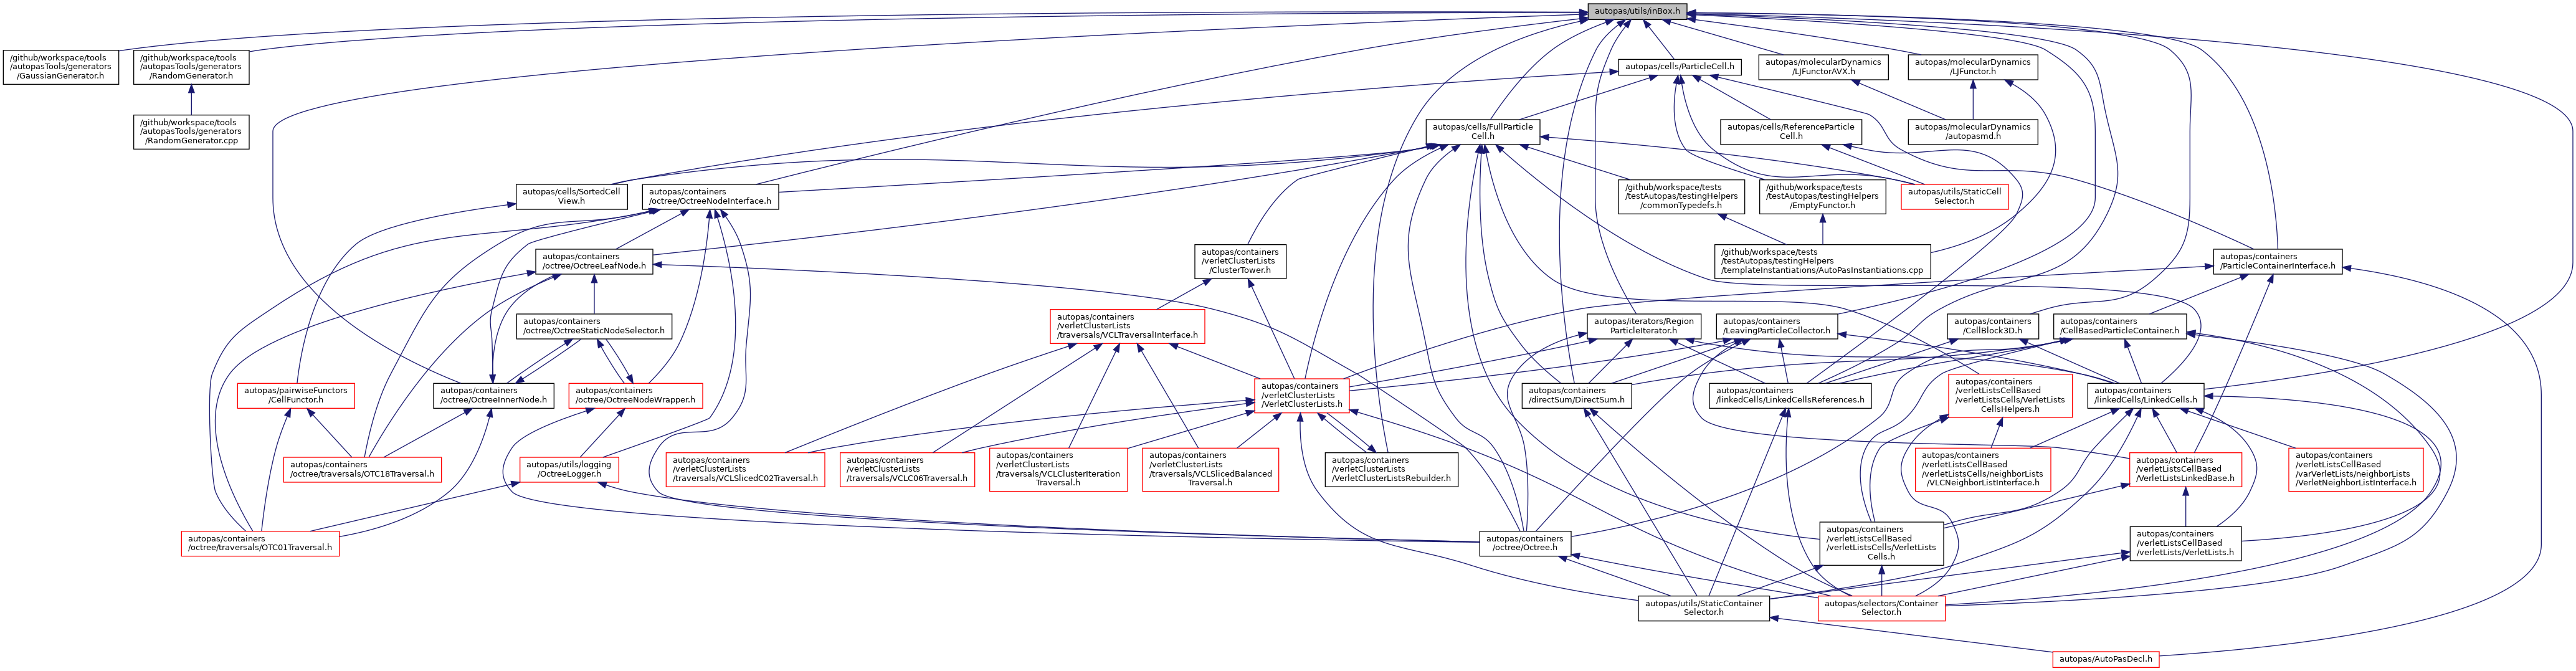 autopas/utils/inBox.h
/github/workspace/tools
/autopasTools/generators
/GaussianGenerator.h
/github/workspace/tools
/autopasTools/generators
/RandomGenerator.h
autopas/cells/ParticleCell.h
autopas/molecularDynamics
/LJFunctorAVX.h
autopas/molecularDynamics
/LJFunctor.h
/github/workspace/tools
/autopasTools/generators
/RandomGenerator.cpp
autopas/cells/FullParticle
Cell.h
autopas/cells/ReferenceParticle
Cell.h
autopas/molecularDynamics
/autopasmd.h
autopas/cells/SortedCell
View.h
autopas/containers
/octree/OctreeNodeInterface.h
/github/workspace/tests
/testAutopas/testingHelpers
/commonTypedefs.h
/github/workspace/tests
/testAutopas/testingHelpers
/EmptyFunctor.h
autopas/utils/StaticCell
Selector.h
autopas/containers
/octree/OctreeLeafNode.h
autopas/containers
/verletClusterLists
/ClusterTower.h
/github/workspace/tests
/testAutopas/testingHelpers
/templateInstantiations/AutoPasInstantiations.cpp
autopas/containers
/ParticleContainerInterface.h
autopas/containers
/octree/OctreeStaticNodeSelector.h
autopas/containers
/verletClusterLists
/traversals/VCLTraversalInterface.h
autopas/iterators/Region
ParticleIterator.h
autopas/containers
/LeavingParticleCollector.h
autopas/containers
/CellBlock3D.h
autopas/containers
/CellBasedParticleContainer.h
autopas/pairwiseFunctors
/CellFunctor.h
autopas/containers
/octree/OctreeInnerNode.h
autopas/containers
/octree/OctreeNodeWrapper.h
autopas/containers
/verletClusterLists
/VerletClusterLists.h
autopas/containers
/directSum/DirectSum.h
autopas/containers
/linkedCells/LinkedCellsReferences.h
autopas/containers
/verletListsCellBased
/verletListsCells/VerletLists
CellsHelpers.h
autopas/containers
/linkedCells/LinkedCells.h
autopas/containers
/octree/traversals/OTC18Traversal.h
autopas/utils/logging
/OctreeLogger.h
autopas/containers
/verletClusterLists
/traversals/VCLSlicedC02Traversal.h
autopas/containers
/verletClusterLists
/traversals/VCLC06Traversal.h
autopas/containers
/verletClusterLists
/traversals/VCLClusterIteration
Traversal.h
autopas/containers
/verletClusterLists
/traversals/VCLSlicedBalanced
Traversal.h
autopas/containers
/verletClusterLists
/VerletClusterListsRebuilder.h
autopas/containers
/verletListsCellBased
/verletListsCells/neighborLists
/VLCNeighborListInterface.h
autopas/containers
/verletListsCellBased
/VerletListsLinkedBase.h
autopas/containers
/verletListsCellBased
/varVerletLists/neighborLists
/VerletNeighborListInterface.h
autopas/containers
/octree/traversals/OTC01Traversal.h
autopas/containers
/octree/Octree.h
autopas/containers
/verletListsCellBased
/verletListsCells/VerletLists
Cells.h
autopas/containers
/verletListsCellBased
/verletLists/VerletLists.h
autopas/utils/StaticContainer
Selector.h
autopas/selectors/Container
Selector.h
autopas/AutoPasDecl.h